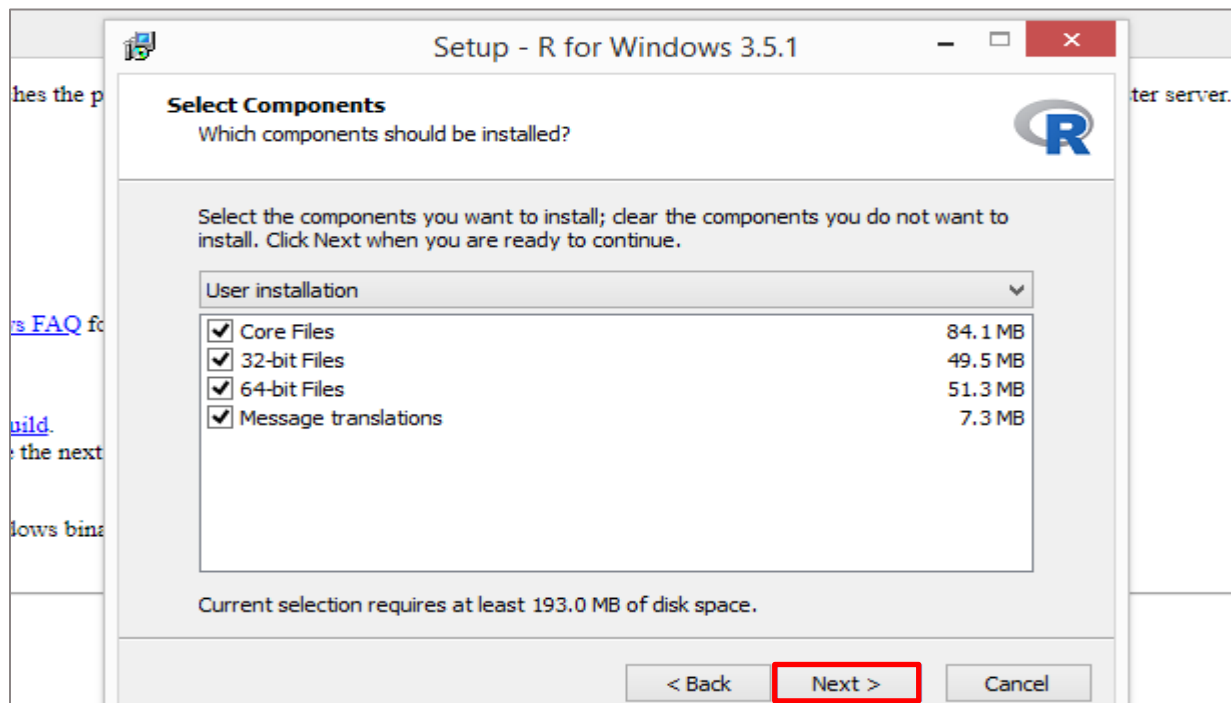 Setup - R for Windows 3.5.1
hes the p
ter server.
Select Components
Which components should be installed?
R
Select the components you want to install; clear the components you do not want to
install. Click Next when you are ready to continue.
User installation
's FAQ fo
Core Files 84.1 MB
32-bit Files 49.5 MB
64-bit Files 51.3 MB
Message translations 7.3 MB
uild.
the next
dows bina
Current selection requires at least 193.0 MB of disk space.
< Back Next > Cancel